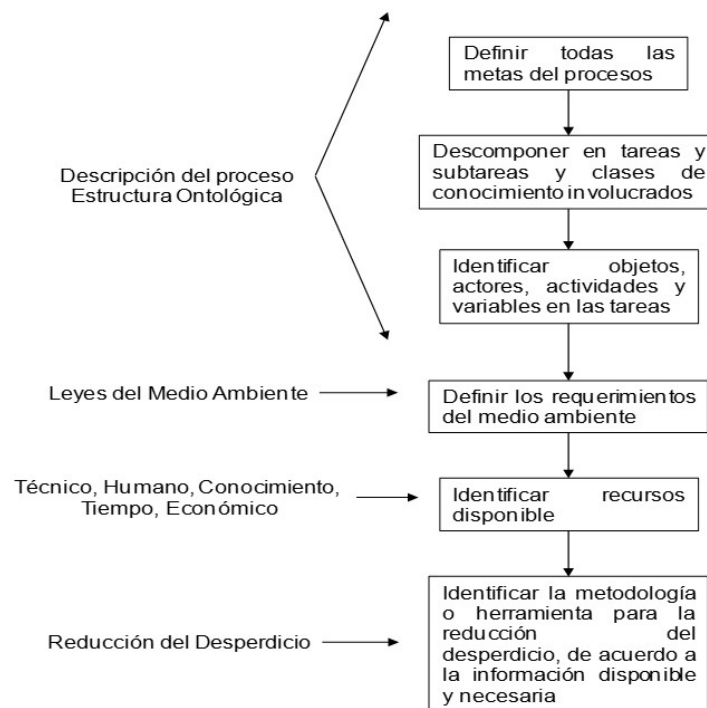 Definir todas las
metas del procesos
Descomponer en tareas y
subtareas y clases de
conocimiento involucrados
Descripción del proceso
Estructura Ontológica
Identificar objetos,
actores, actividades y
variables en las tareas
Leyes del Medio Ambiente
Definir los requerimientos
del medio ambiente
Técnico, Humano, Conocimiento,
Tiempo, Económico
Identificar recursos
disponible
Identificar la metodología
o herramienta para la
reducción del
desperdicio, de acuerdo a
la información disponible
y necesaria
Reducción del Desperdicio